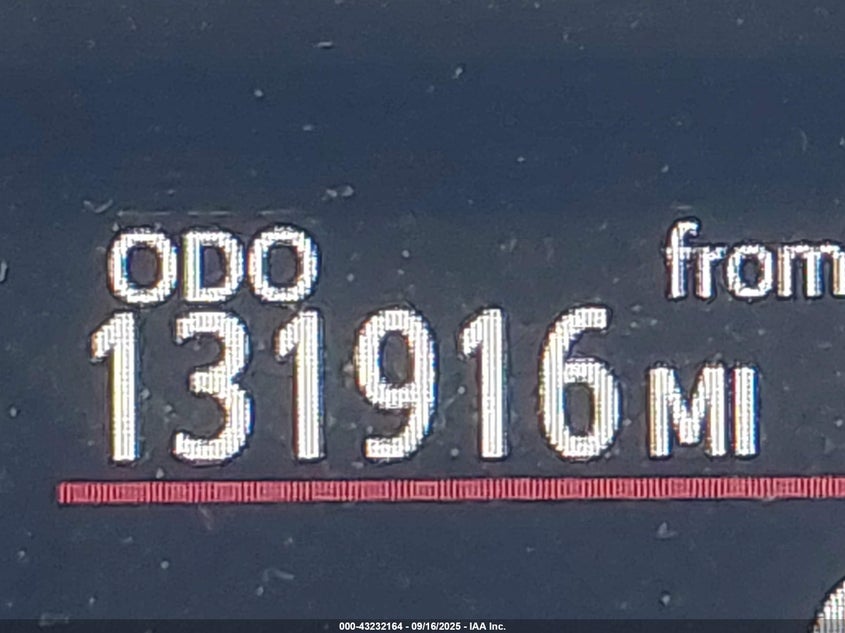 ODO
from
131916 MI
000-43232164 - 09/16/2025 - IAA Inc.